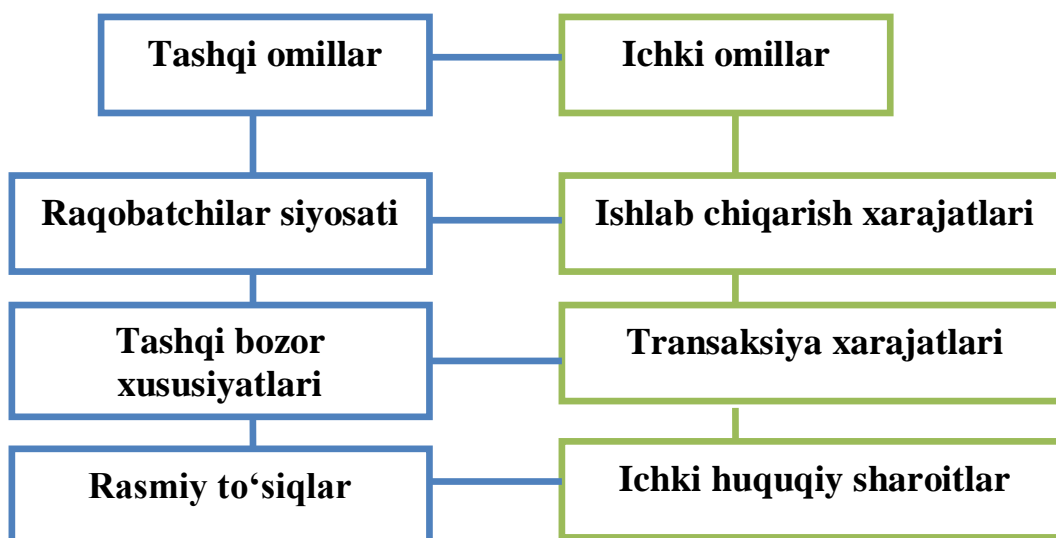 Tashqi omillar
Ichki omillar
Raqobatchilar siyosati
Ishlab chiqarish xarajatlari
Tashqi bozor
xususiyatlari
Transaksiya xarajatlari
Rasmiy to‘siqlar
Ichki huquqiy sharoitlar